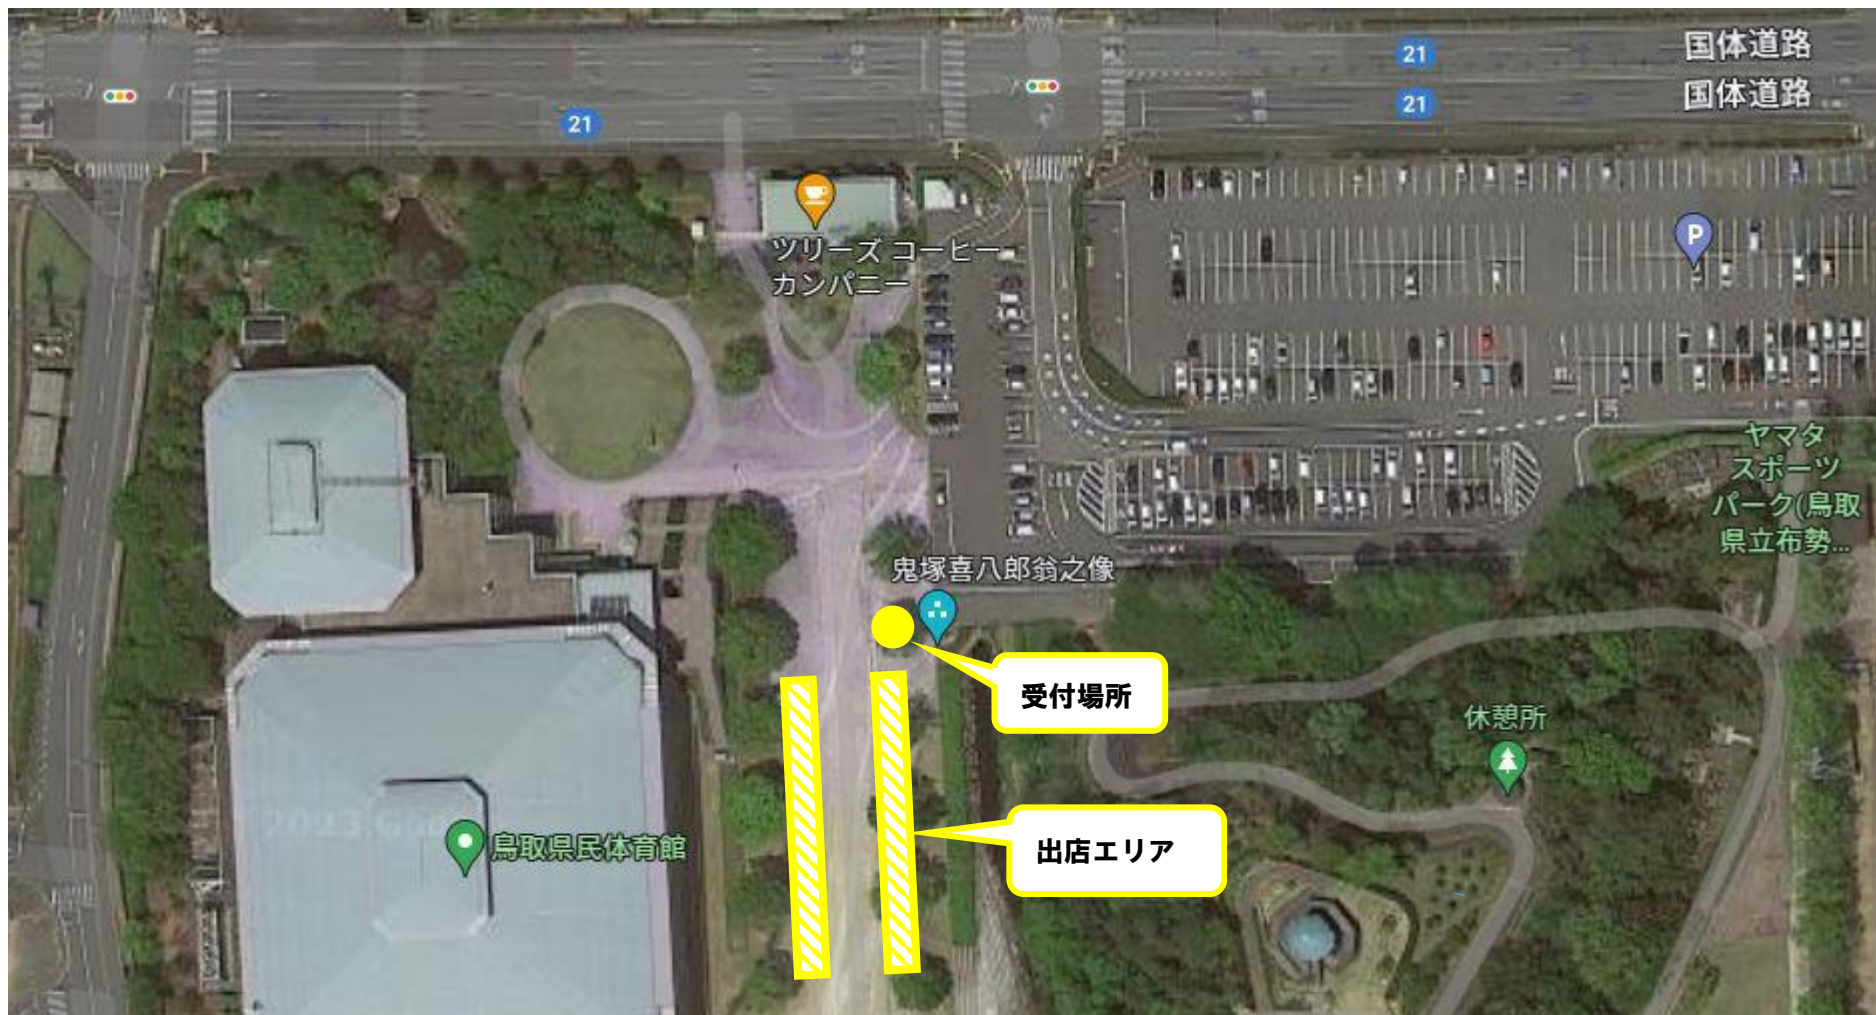 国体道路
21
国体道路
21
21
ツリーズ コーヒー
カンパニー
P
ヤマタ
スポーツ
パーク(鳥取
県立布勢...
鬼塚喜八郎翁之像
受付場所
休憩所
出店エリア
鳥取県民体育館